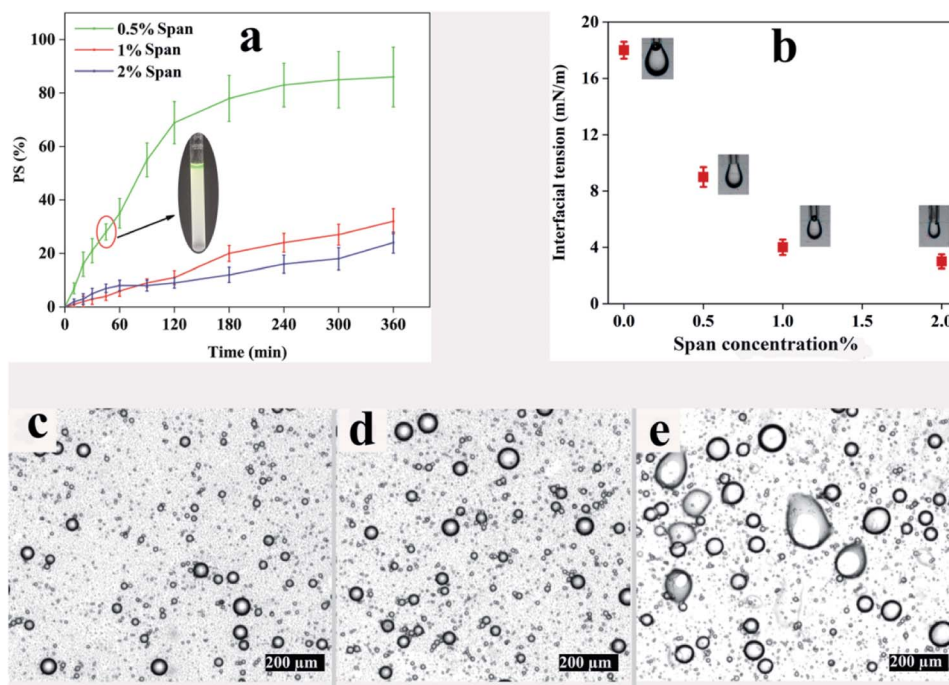 a
0.5% Span
1% Span
2% Span
100
80
60
40
20
0
PS (%)
0
60
120
180
240
300
360
Time (min)
b
20
16
12
8
4
0
Interfacial tension (mN/m)
0.0
0.5
1.0
1.5
2.0
Span concentration%
c
200 µm
d
200 µm
e
200 µm